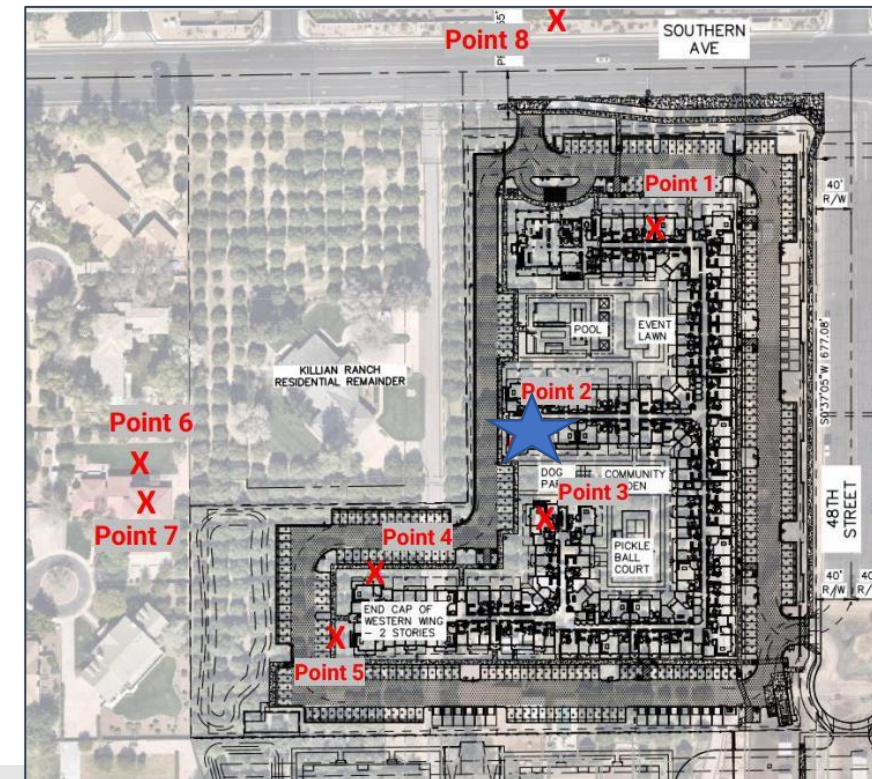 Point 8
SOUTHERN
AVE
Point 1
40'
R/W
POOL
EVENT
LAWN
KILLIAN RANCH
RESIDENTIAL REMAINDER
S0°37'05"W 677.08'
Point 2
Point 6
DOG
COMMUNITY
Point 3
Point 7
48TH
STREET
Point 4
PICKLE
BALL
COURT
40'
R/W
END CAP OF
WESTERN WING
- 2 STORIES
Point 5